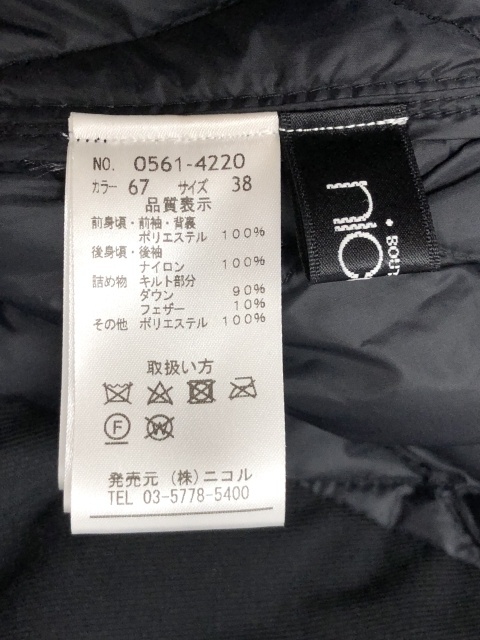 NO. 0561-4220
カラー 67 サイズ 38
品質表示
前身頃・前袖・背裏
ポリエステル 100%
後身頃・後袖
ナイロン 100%
詰め物 キルト部分
ダウン 90%
フェザー 10%
その他 ポリエステル 100%
取扱い方
F W
発売元 (株)ニコル
TEL 03-5778-5400
nic